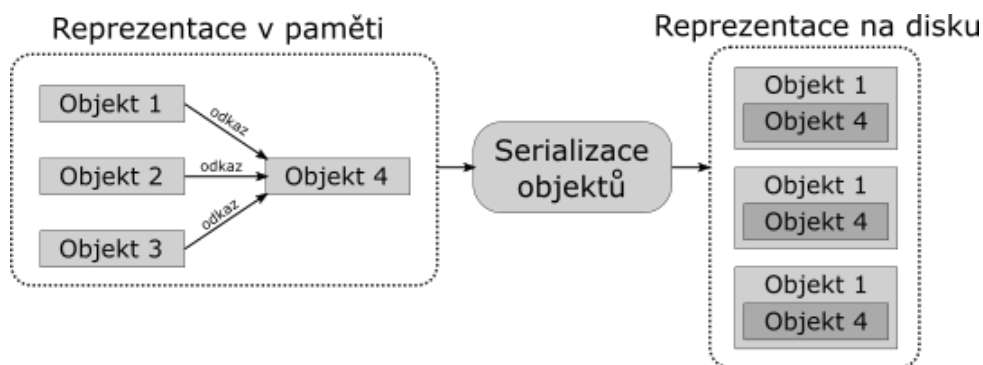 Reprezentace v paměti
Objekt 1
odkaz
Objekt 2
odkaz
Objekt 4
Objekt 3
odkaz
Serializace
objektů
Reprezentace na disku
Objekt 1
Objekt 4
Objekt 1
Objekt 4
Objekt 1
Objekt 4